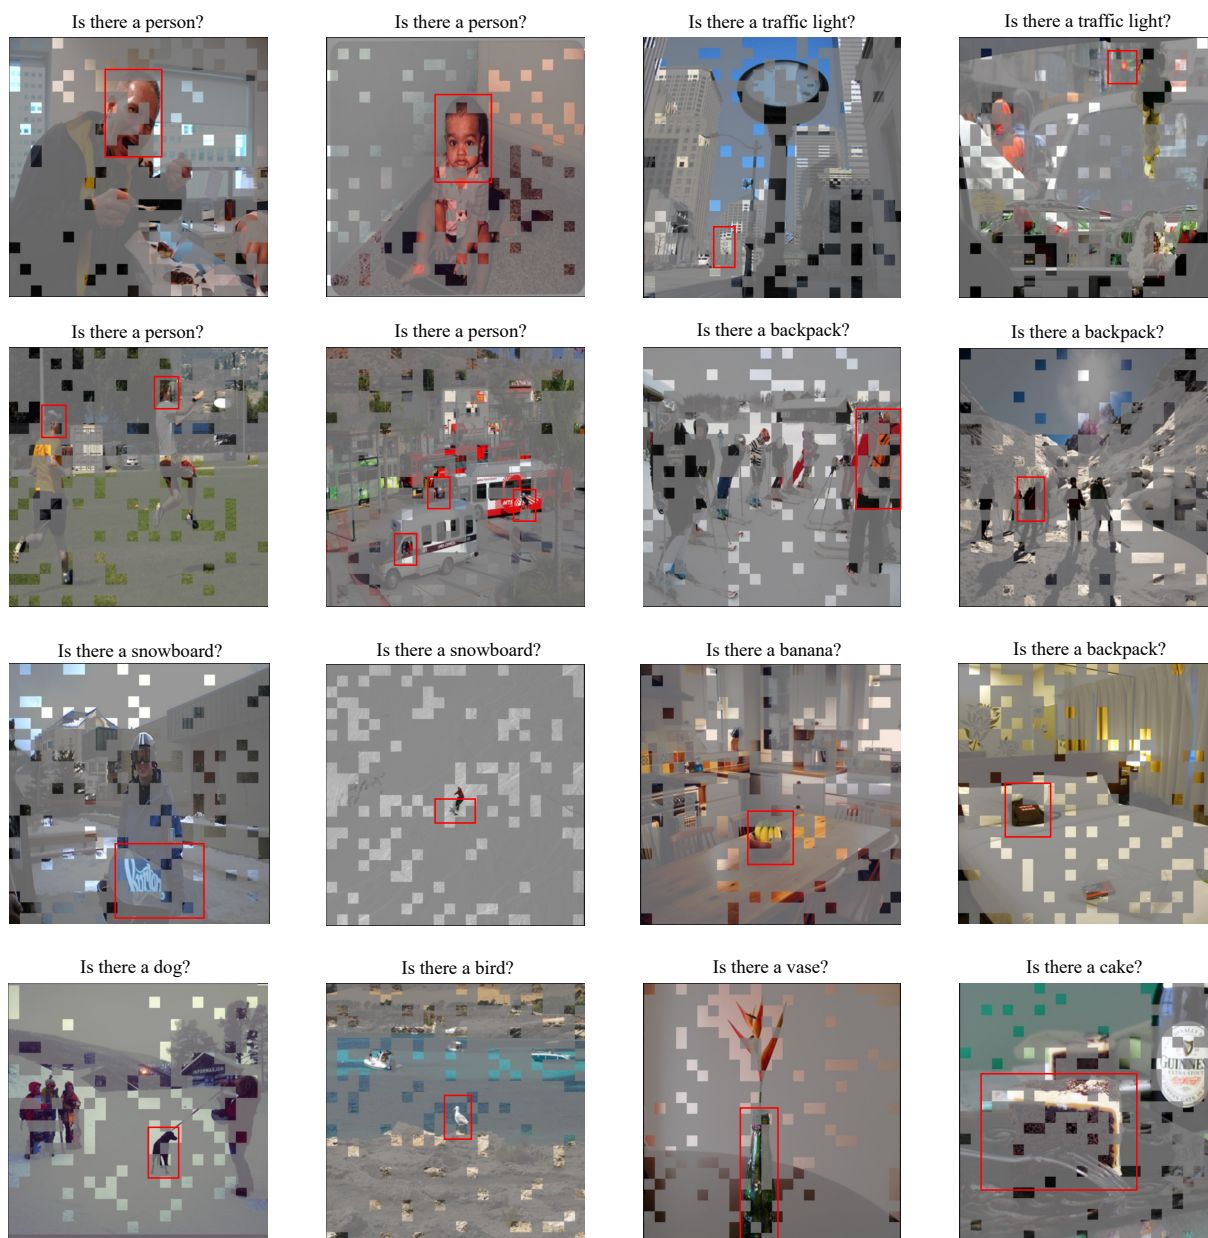 Is there a person?
Is there a person?
Is there a traffic light?
Is there a traffic light?
Is there a person?
Is there a person?
Is there a backpack?
Is there a backpack?
Is there a snowboard?
Is there a snowboard?
Is there a banana?
Is there a backpack?
Is there a dog?
Is there a bird?
Is there a vase?
Is there a cake?
INFORMASJON
GUINNES